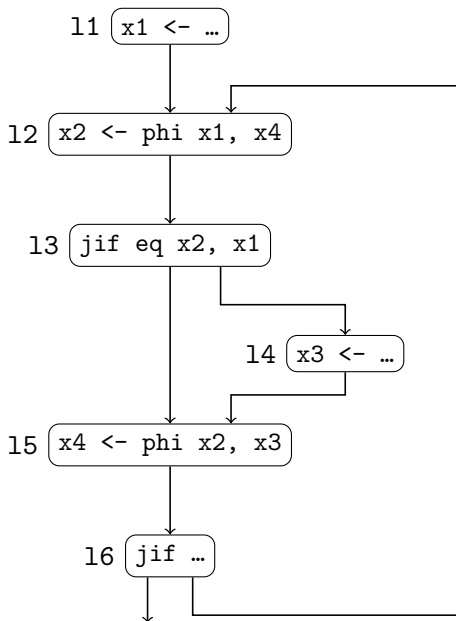 l1 x1 <- …
l2 x2 <- phi x1, x4
l3 jif eq x2, x1
l4 x3 <- …
l5 x4 <- phi x2, x3
l6 jif …